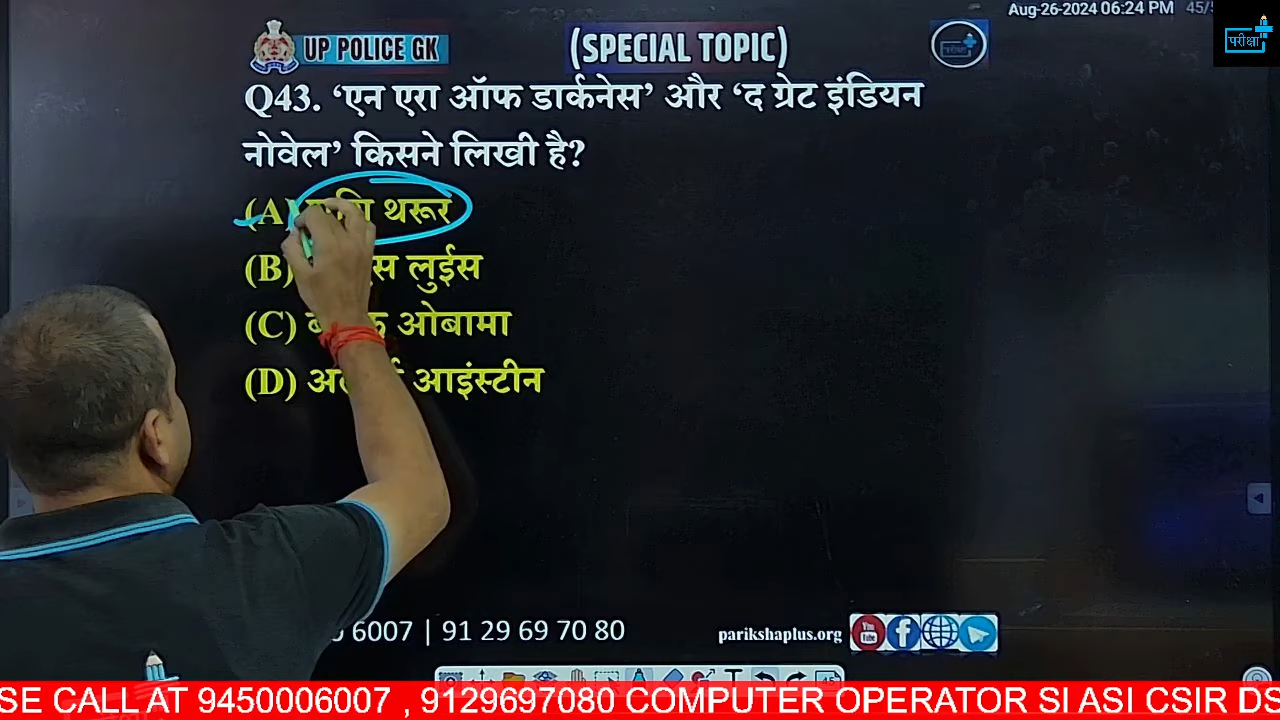 Aug-26-2024 06:24 PM 45/
परीक्षा
UP POLICE GK
(SPECIAL TOPIC)
Q43. ‘एन एरा ऑफ डार्कनेस’ और ‘द ग्रेट इंडियन
नोवेल’ किसने लिखी है?
(A) थरूर
(B) लुईस
(C) ओबामा
(D) आइंस्टीन
6007 | 91 29 69 70 80
parikshaplus.org
SE CALL AT 9450006007 , 9129697080 COMPUTER OPERATOR SI ASI CSIR DS